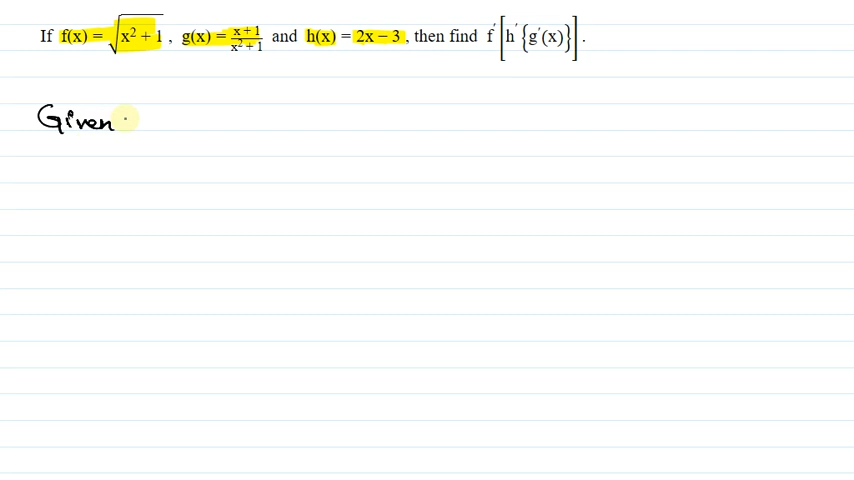 If f(x) = √(x² + 1) , g(x) = (x + 1)/(x² + 1) and h(x) = 2x − 3, then find f′[h′{g′(x)}].
Given :